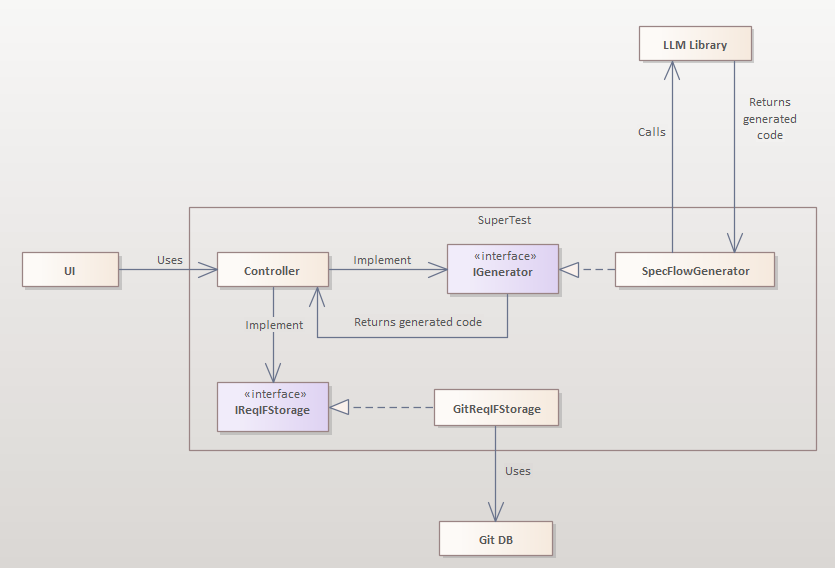 LLM Library
Returns
generated
code
Calls
SuperTest
UI
Uses
Controller
Implement
«interface»
IGenerator
SpecFlowGenerator
Returns generated code
Implement
«interface»
IReqIFStorage
GitReqIFStorage
Uses
Git DB